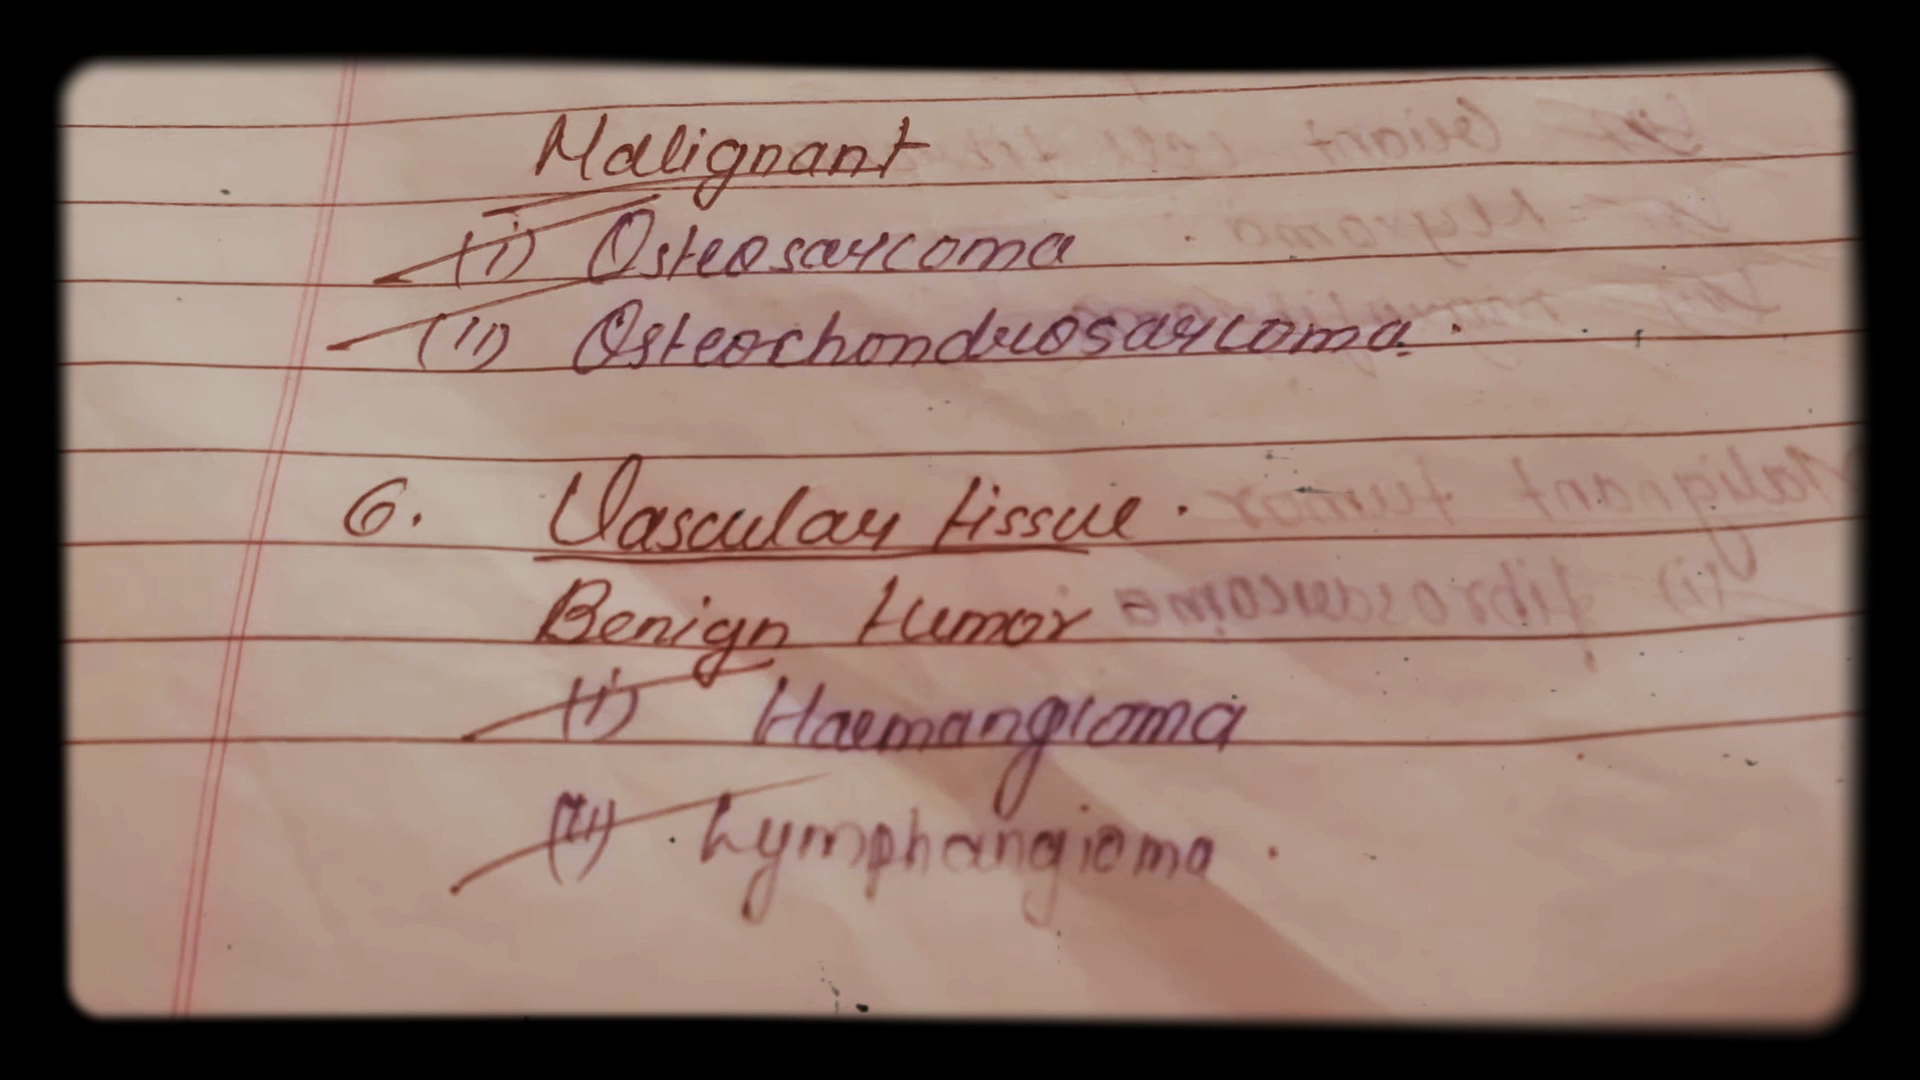 Malignant
(i) Osteosarcoma
(ii) Osteochondrosarcoma.
6. Vascular tissue.
Benign tumor
(i) Haemangioma
(ii) Lymphangioma.